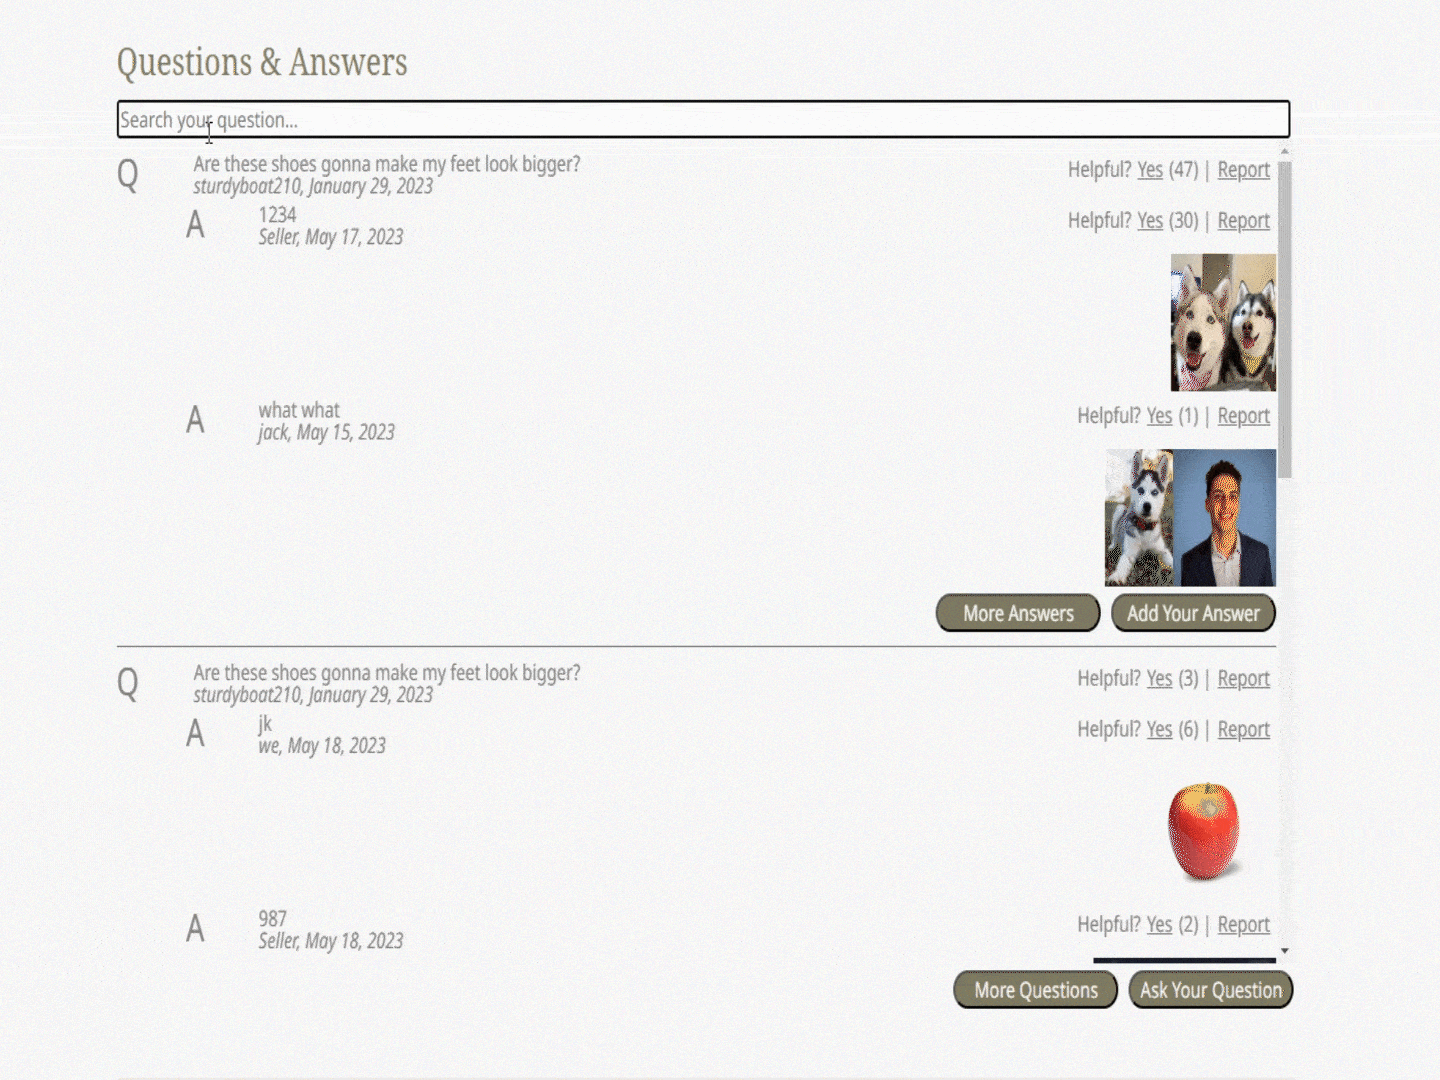 Questions & Answers
Search your question...
Q Are these shoes gonna make my feet look bigger? Helpful? Yes (47) | Report
sturdyboat210, January 29, 2023
A 1234 Helpful? Yes (30) | Report
Seller, May 17, 2023
A what what Helpful? Yes (1) | Report
jack, May 15, 2023
More Answers Add Your Answer
Q Are these shoes gonna make my feet look bigger? Helpful? Yes (3) | Report
sturdyboat210, January 29, 2023
A jk Helpful? Yes (6) | Report
we, May 18, 2023
A 987 Helpful? Yes (2) | Report
Seller, May 18, 2023
More Questions Ask Your Question